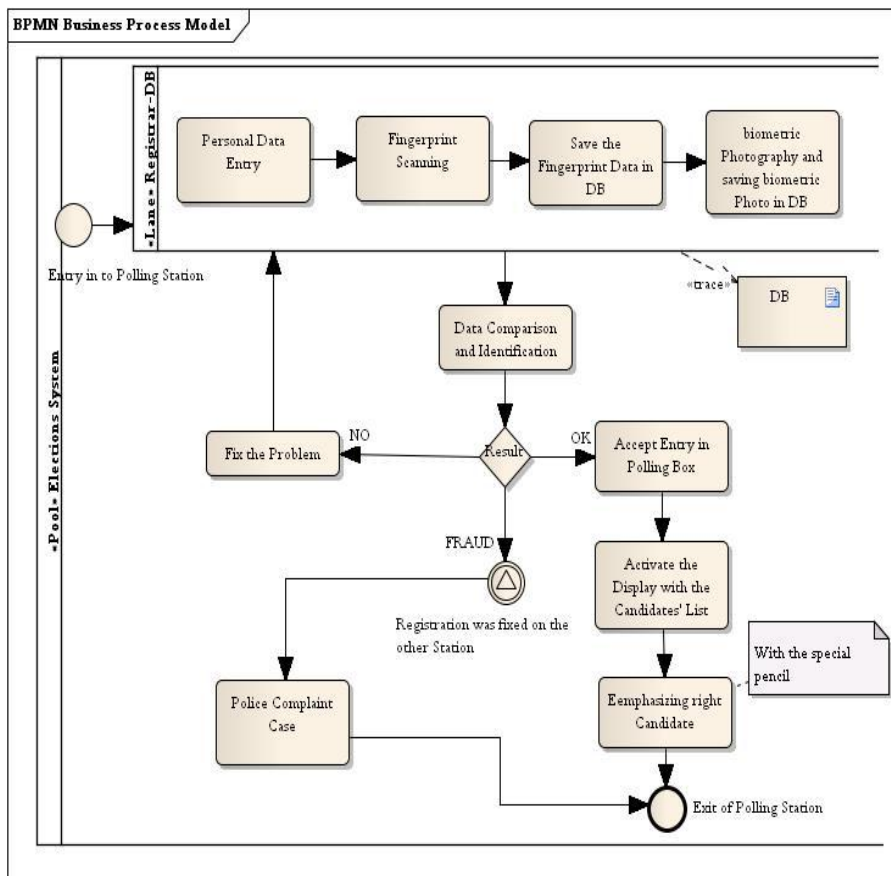 BPMN Business Process Model
«Pool» Elections System
«Lane» Registrar-DB
Personal Data
Entry
Fingerprint
Scanning
Save the
Fingerprint Data in
DB
biometric
Photography and
saving biometric
Photo in DB
Entry in to Polling Station
«trace»
DB
Data Comparison
and Identification
Result
NO
OK
FRAUD
Fix the Problem
Accept Entry in
Polling Box
Activate the
Display with the
Candidates' List
Registration was fixed on the
other Station
With the special
pencil
Police Complaint
Case
Eemphasizing right
Candidate
Exit of Polling Station